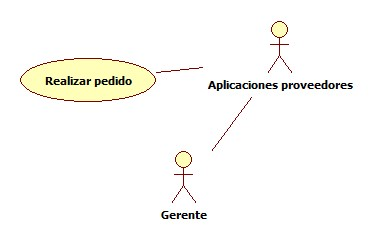 Realizar pedido
Aplicaciones proveedores
Gerente